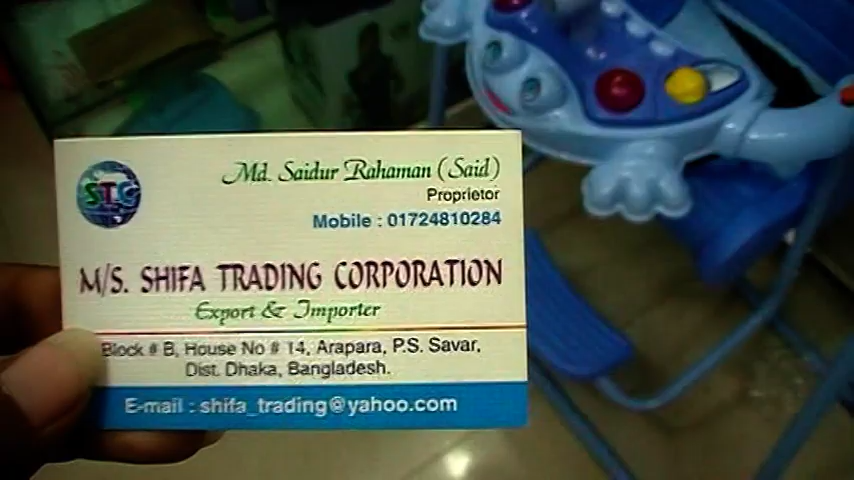 STC
Md. Saidur Rahaman (Said)
Proprietor
Mobile : 01724810284
M/S. SHIFA TRADING CORPORATION
Export & Importer
Block # B, House No # 14, Arapara, P.S. Savar,
Dist. Dhaka, Bangladesh.
E-mail : shifa_trading@yahoo.com